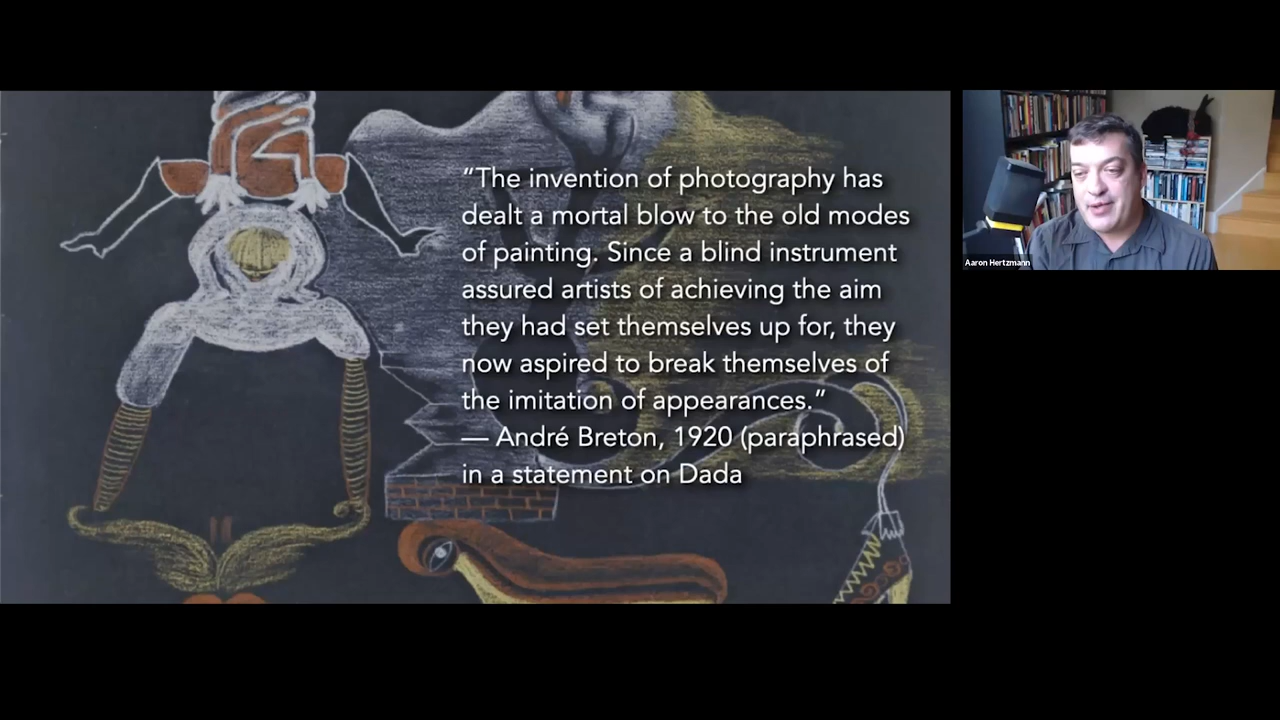 “The invention of photography has
dealt a mortal blow to the old modes
of painting. Since a blind instrument
assured artists of achieving the aim
they had set themselves up for, they
now aspired to break themselves of
the imitation of appearances.”
— André Breton, 1920 (paraphrased)
in a statement on Dada
Aaron Hertzmann